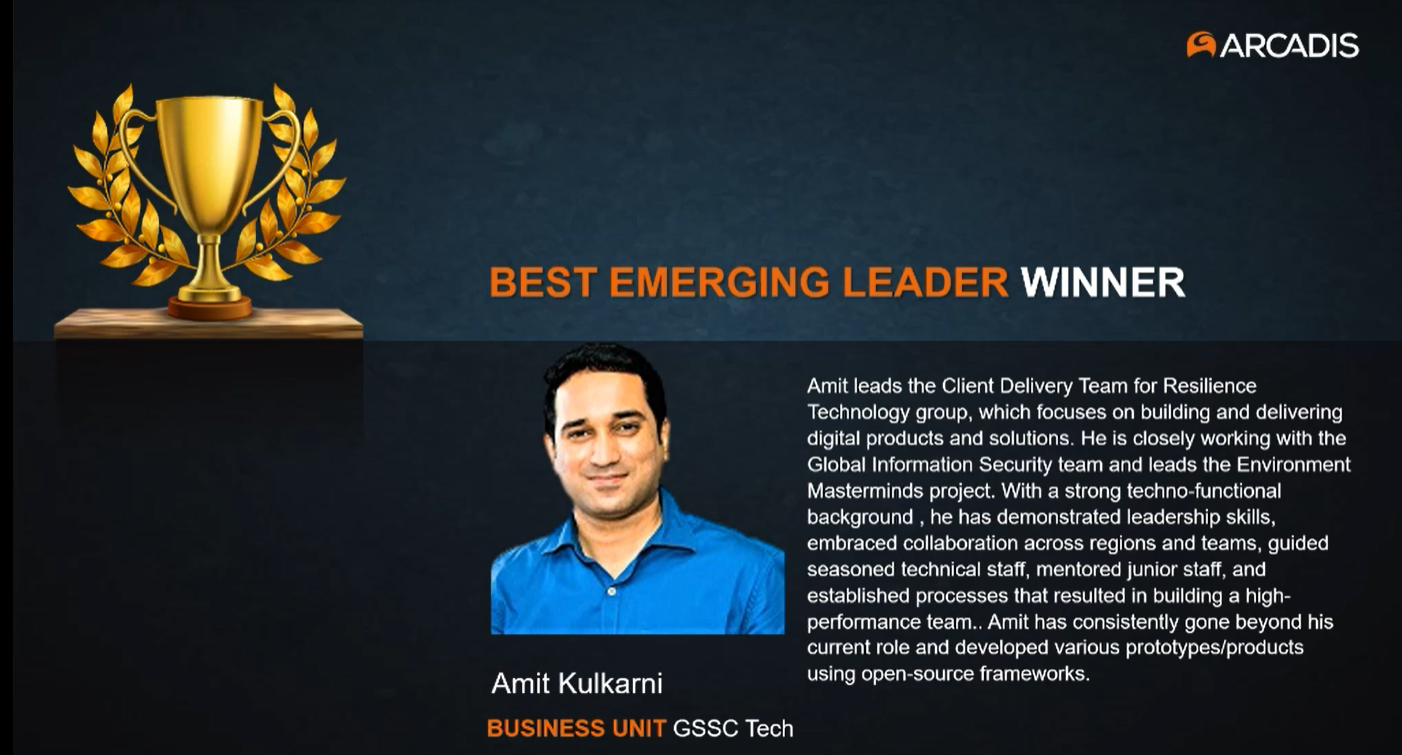 ARCADIS
BEST EMERGING LEADER WINNER
Amit leads the Client Delivery Team for Resilience
Technology group, which focuses on building and delivering
digital products and solutions. He is closely working with the
Global Information Security team and leads the Environment
Masterminds project. With a strong techno-functional
background , he has demonstrated leadership skills,
embraced collaboration across regions and teams, guided
seasoned technical staff, mentored junior staff, and
established processes that resulted in building a high-
performance team.. Amit has consistently gone beyond his
current role and developed various prototypes/products
using open-source frameworks.
Amit Kulkarni
BUSINESS UNIT GSSC Tech